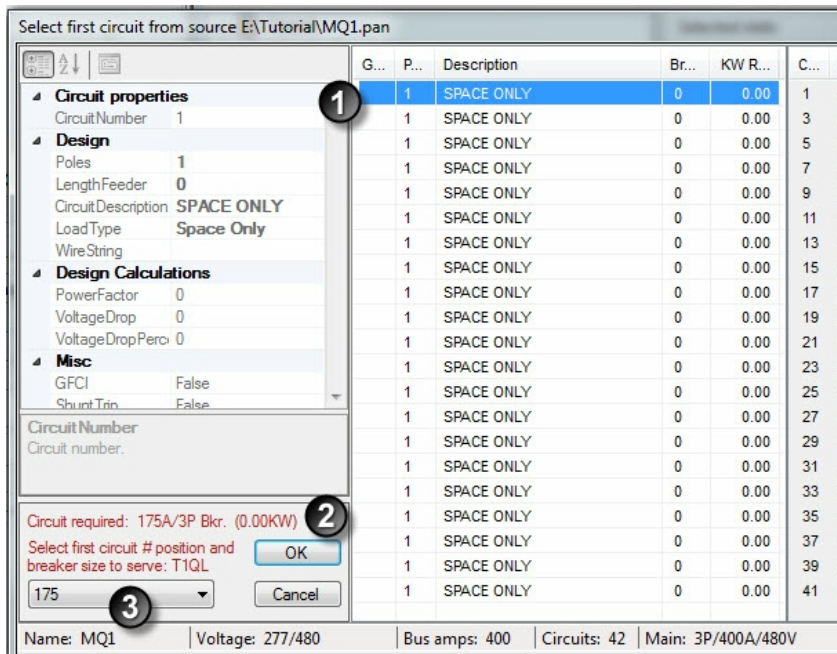 Select first circuit from source E:\Tutorial\MQ1.pan
Circuit properties
CircuitNumber 1
Design
Poles 1
LengthFeeder 0
CircuitDescription SPACE ONLY
LoadType Space Only
WireString
Design Calculations
PowerFactor 0
VoltageDrop 0
VoltageDropPerce 0
Misc
GFCI False
ShuntTrip False
CircuitNumber
Circuit number.
1
G... P... Description Br... KW R... C...
1 SPACE ONLY 0 0.00 1
1 SPACE ONLY 0 0.00 3
1 SPACE ONLY 0 0.00 5
1 SPACE ONLY 0 0.00 7
1 SPACE ONLY 0 0.00 9
1 SPACE ONLY 0 0.00 11
1 SPACE ONLY 0 0.00 13
1 SPACE ONLY 0 0.00 15
1 SPACE ONLY 0 0.00 17
1 SPACE ONLY 0 0.00 19
1 SPACE ONLY 0 0.00 21
1 SPACE ONLY 0 0.00 23
1 SPACE ONLY 0 0.00 25
1 SPACE ONLY 0 0.00 27
1 SPACE ONLY 0 0.00 29
1 SPACE ONLY 0 0.00 31
1 SPACE ONLY 0 0.00 33
1 SPACE ONLY 0 0.00 35
1 SPACE ONLY 0 0.00 37
1 SPACE ONLY 0 0.00 39
1 SPACE ONLY 0 0.00 41
Circuit required: 175A/3P Bkr. (0.00KW) 2
Select first circuit # position and
breaker size to serve: T1QL
OK
175
3
Cancel
Name: MQ1 Voltage: 277/480 Bus amps: 400 Circuits: 42 Main: 3P/400A/480V